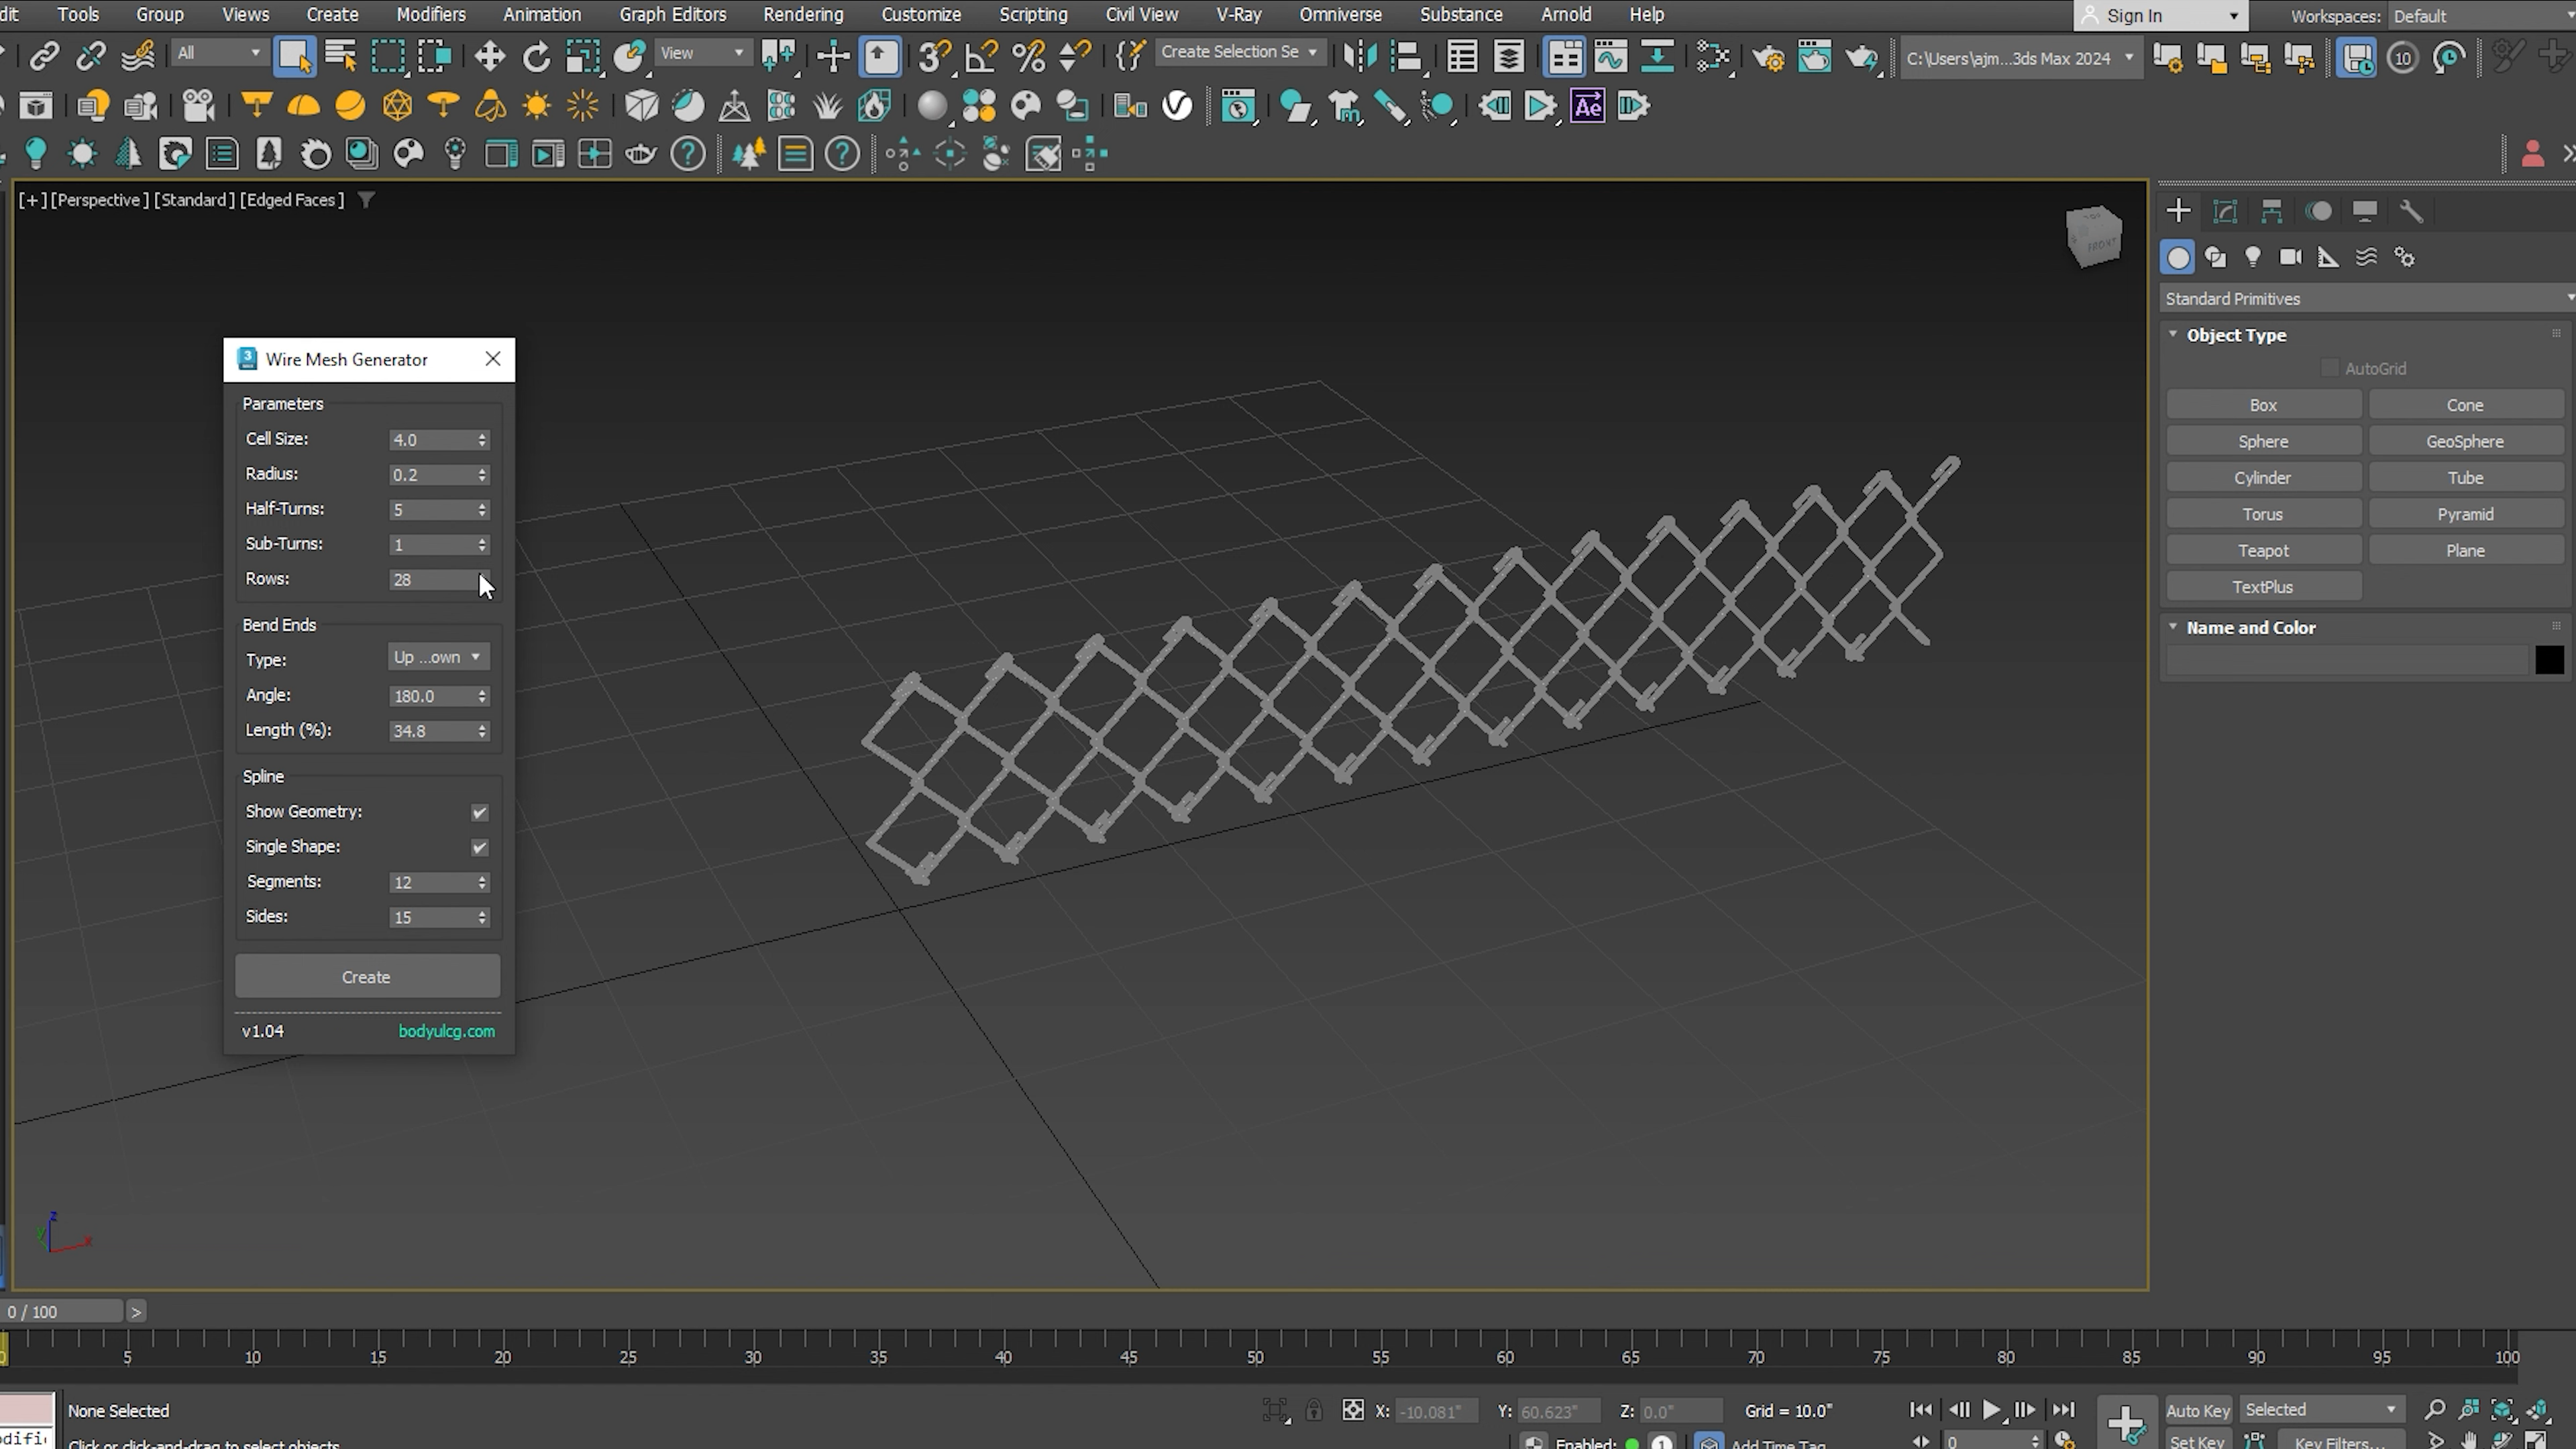 dit Tools Group Views Create Modifiers Animation Graph Editors Rendering Customize Scripting Civil View V-Ray Omniverse Substance Arnold Help Sign In Workspaces: Default
All View Create Selection Se C:\Users\ajm...3ds Max 2024 10
Ae
[+] [Perspective] [Standard] [Edged Faces]
FRONT
Standard Primitives
Object Type
AutoGrid
Box Cone
Sphere GeoSphere
Cylinder Tube
Torus Pyramid
Teapot Plane
TextPlus
Name and Color
Wire Mesh Generator
Parameters
Cell Size: 4.0
Radius: 0.2
Half-Turns: 5
Sub-Turns: 1
Rows: 28
Bend Ends
Type: Up ...own
Angle: 180.0
Length (%): 34.8
Spline
Show Geometry:
Single Shape:
Segments: 12
Sides: 15
Create
v1.04 bodyulcg.com
z
y x
0 / 100 >
0 5 10 15 20 25 30 35 40 45 50 55 60 65 70 75 80 85 90 95 100
None Selected X: -10.081" Y: 60.623" Z: 0.0" Grid = 10.0" Auto Key Selected
odifi Click or click-and-drag to select objects Enabled: 1 Add Time Tag 0 Set Key Key Filters...